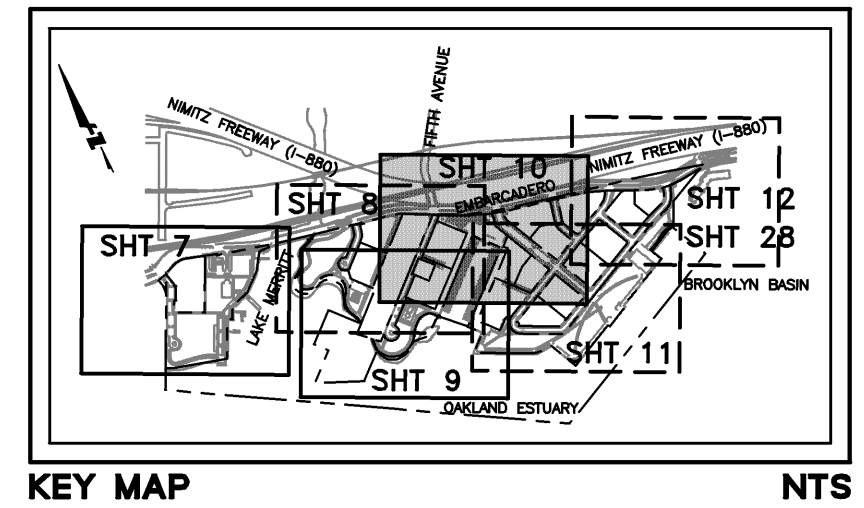 FIFTH AVENUE
NIMITZ FREEWAY (I-880)
NIMITZ FREEWAY (I-880)
SHT 10
EMBARCADERO
SHT 8
SHT 12
SHT 7
SHT 28
LAKE MERRITT
BROOKLYN BASIN
SHT 11
SHT 9
OAKLAND ESTUARY
KEY MAP
NTS